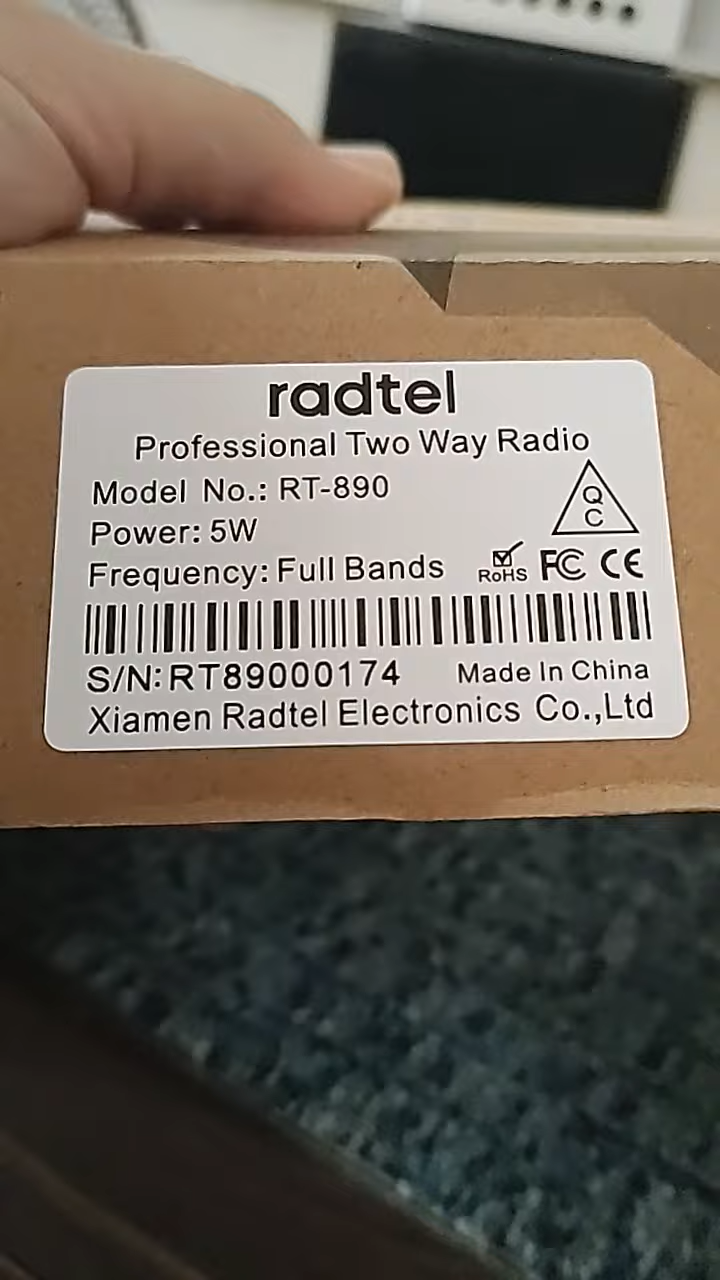 radtel
Professional Two Way Radio
Model No.: RT-890
Power: 5W
Frequency: Full Bands
QC
RoHS FC CE
S/N: RT89000174 Made In China
Xiamen Radtel Electronics Co.,Ltd